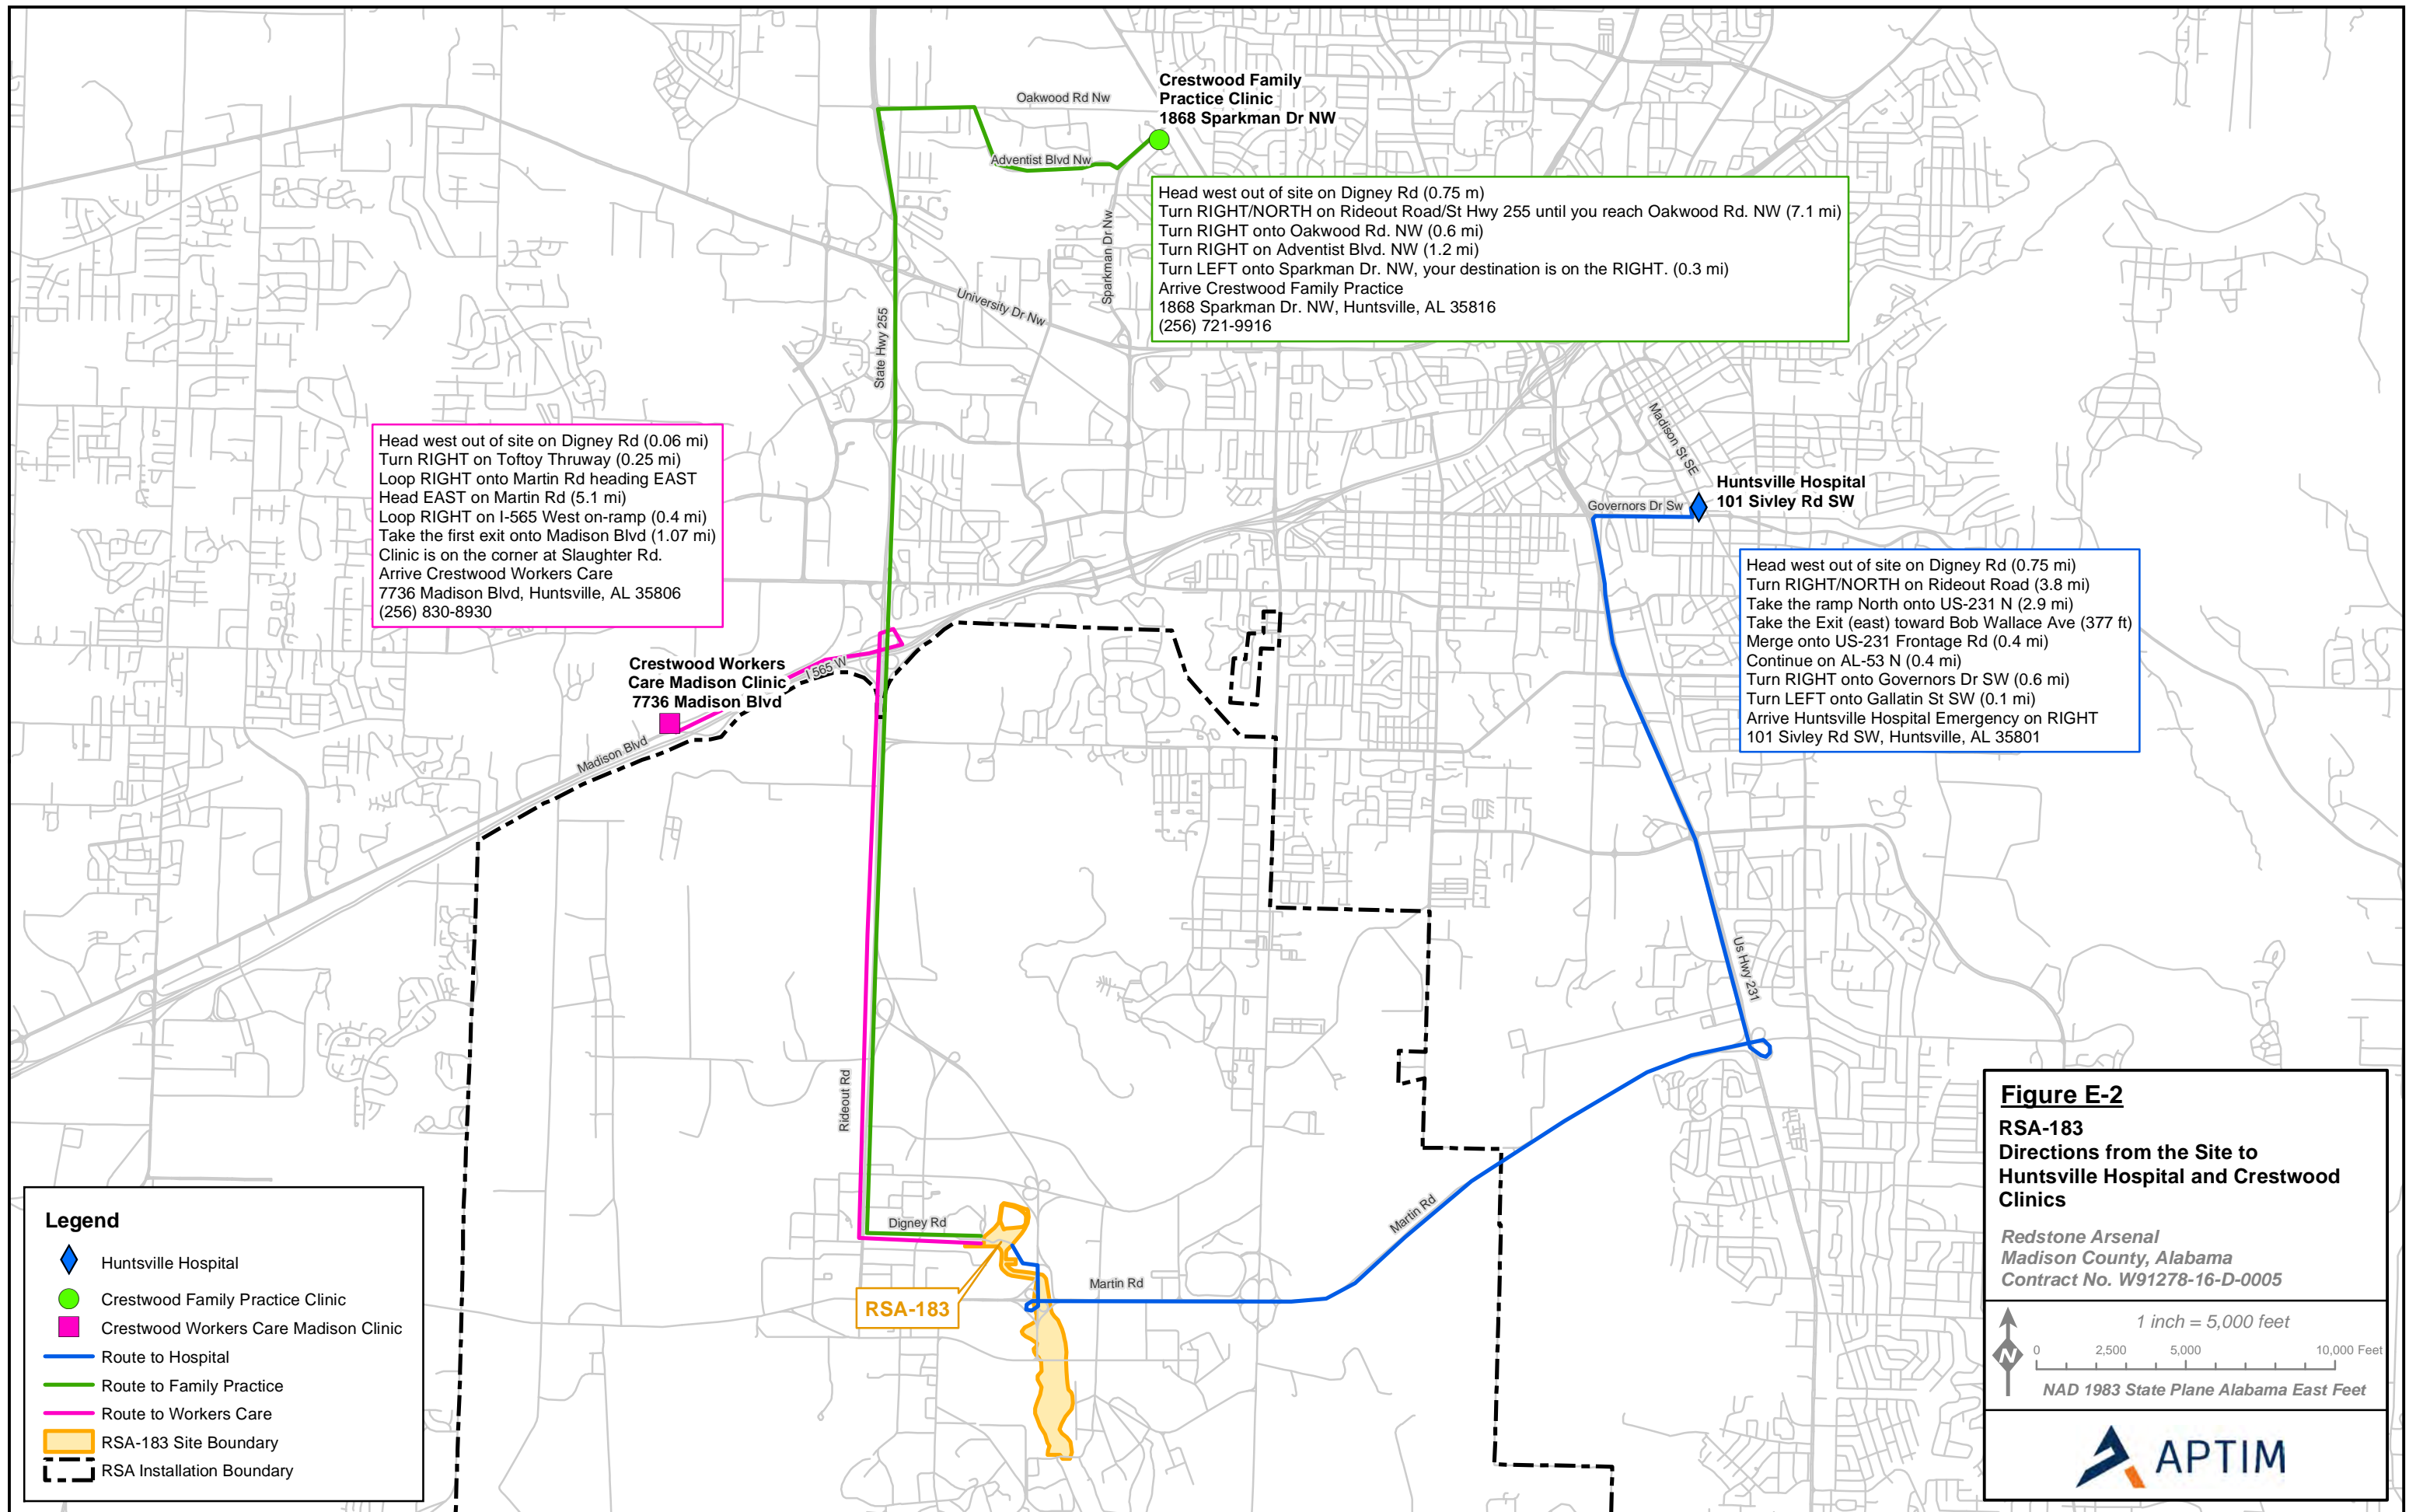 Crestwood Family
Practice Clinic
1868 Sparkman Dr NW
Oakwood Rd Nw
Adventist Blvd Nw
Head west out of site on Digney Rd (0.75 m)
Turn RIGHT/NORTH on Rideout Road/St Hwy 255 until you reach Oakwood Rd. NW (7.1 mi)
Turn RIGHT onto Oakwood Rd. NW (0.6 mi)
Turn RIGHT on Adventist Blvd. NW (1.2 mi)
Turn LEFT onto Sparkman Dr. NW, your destination is on the RIGHT. (0.3 mi)
Arrive Crestwood Family Practice
1868 Sparkman Dr. NW, Huntsville, AL 35816
(256) 721-9916
Sparkman Dr Nw
University Dr Nw
State Hwy 255
Head west out of site on Digney Rd (0.06 mi)
Turn RIGHT on Toftoy Thruway (0.25 mi)
Loop RIGHT onto Martin Rd heading EAST
Head EAST on Martin Rd (5.1 mi)
Loop RIGHT on I-565 West on-ramp (0.4 mi)
Take the first exit onto Madison Blvd (1.07 mi)
Clinic is on the corner at Slaughter Rd.
Arrive Crestwood Workers Care
7736 Madison Blvd, Huntsville, AL 35806
(256) 830-8930
Madison St SE
Huntsville Hospital
101 Sivley Rd SW
Governors Dr Sw
Head west out of site on Digney Rd (0.75 mi)
Turn RIGHT/NORTH on Rideout Road (3.8 mi)
Take the ramp North onto US-231 N (2.9 mi)
Take the Exit (east) toward Bob Wallace Ave (377 ft)
Merge onto US-231 Frontage Rd (0.4 mi)
Continue on AL-53 N (0.4 mi)
Turn RIGHT onto Governors Dr SW (0.6 mi)
Turn LEFT onto Gallatin St SW (0.1 mi)
Arrive Huntsville Hospital Emergency on RIGHT
101 Sivley Rd SW, Huntsville, AL 35801
Crestwood Workers
Care Madison Clinic
7736 Madison Blvd
I 565 W
Madison Blvd
Us Hwy 231
Rideout Rd
Digney Rd
Martin Rd
Martin Rd
RSA-183
Legend
Huntsville Hospital
Crestwood Family Practice Clinic
Crestwood Workers Care Madison Clinic
Route to Hospital
Route to Family Practice
Route to Workers Care
RSA-183 Site Boundary
RSA Installation Boundary
Figure E-2
RSA-183
Directions from the Site to
Huntsville Hospital and Crestwood
Clinics
Redstone Arsenal
Madison County, Alabama
Contract No. W91278-16-D-0005
1 inch = 5,000 feet
0 2,500 5,000 10,000 Feet
N
NAD 1983 State Plane Alabama East Feet
APTIM